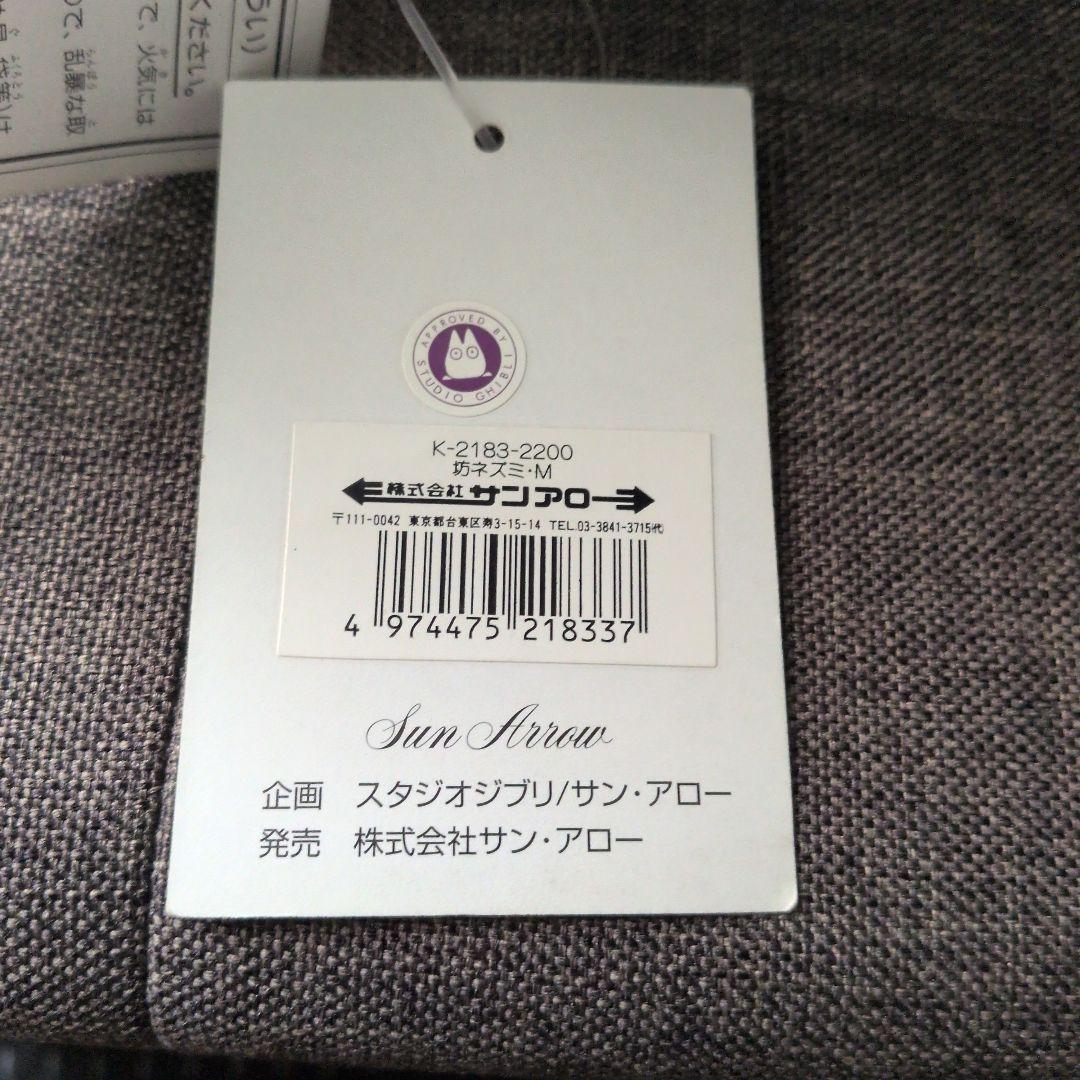 らい)
ください。
で、火気には
ので、乱暴な取
APPROVED BY STUDIO GHIBLI
K-2183-2200
坊ネズミ・M
株式会社 サンアロー
〒111-0042 東京都台東区寿3-15-14 TEL.03-3841-3715代
4 974475 218337
Sun Arrow
企画 スタジオジブリ/サン・アロー
発売 株式会社サン・アロー